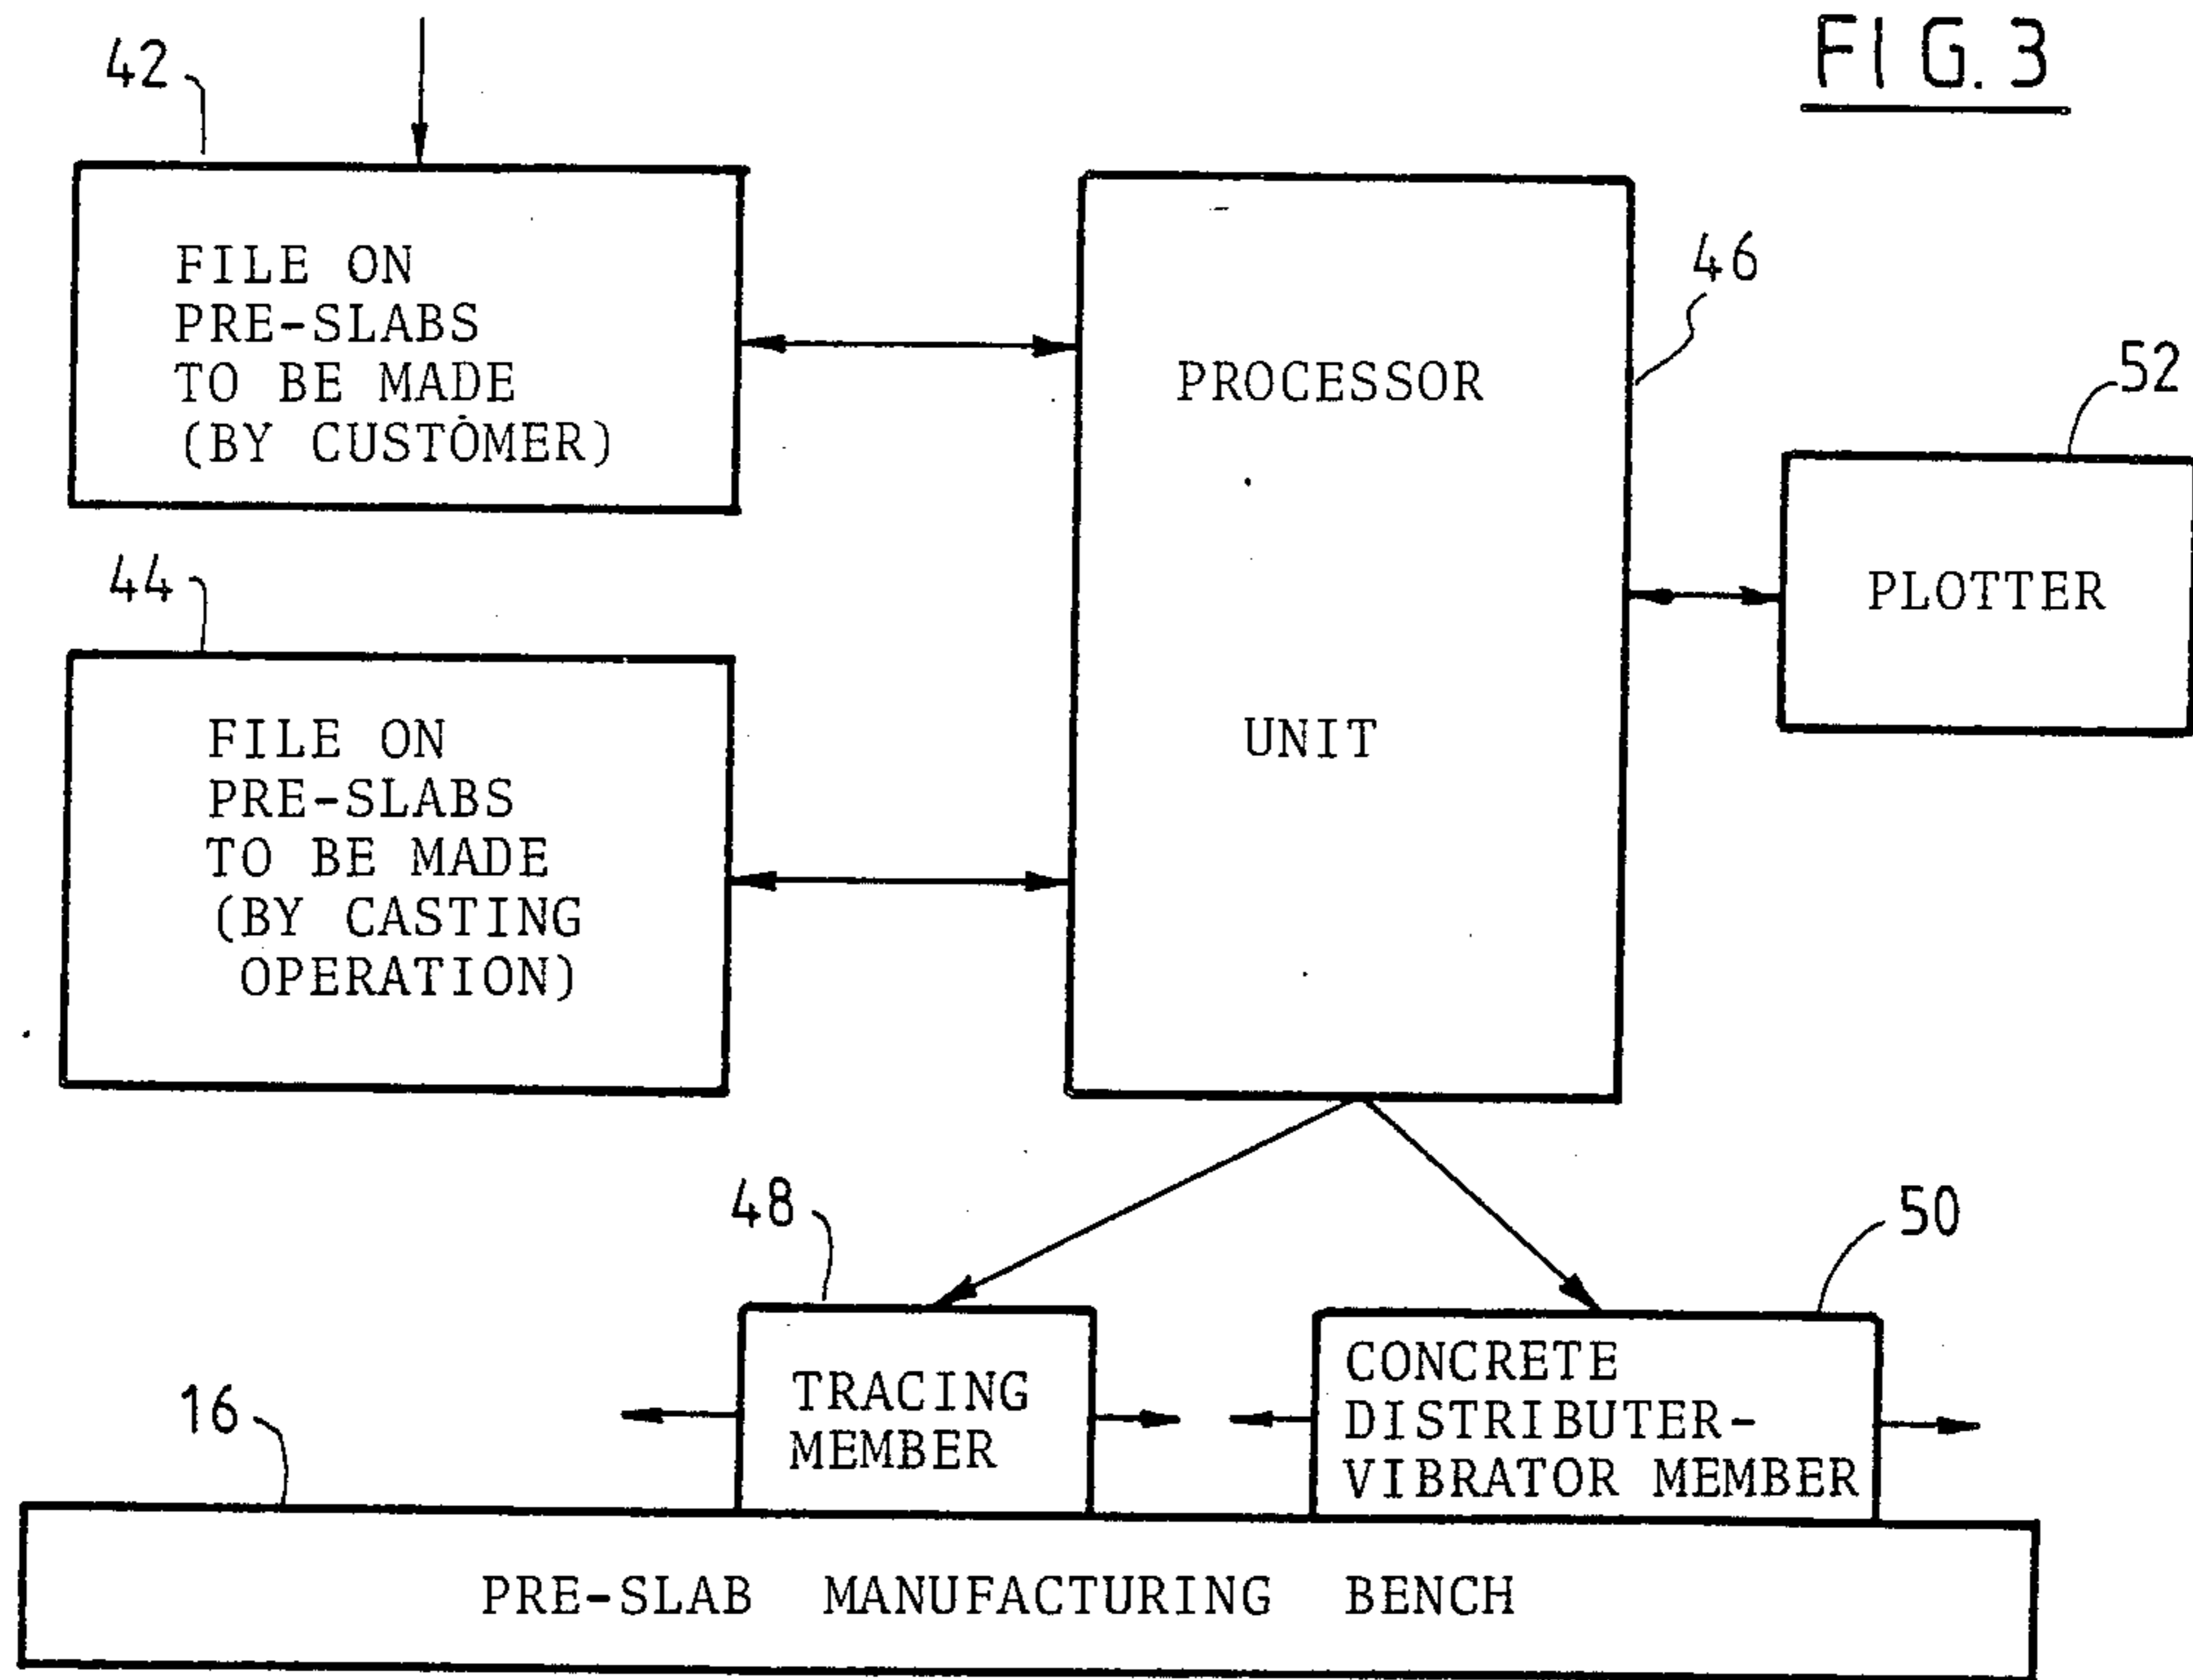 FIG. 3
42
FILE ON
PRE-SLABS
TO BE MADE
(BY CUSTOMER)
44
FILE ON
PRE-SLABS
TO BE MADE
(BY CASTING
OPERATION)
PROCESSOR
UNIT
46
52
PLOTTER
48
TRACING
MEMBER
50
CONCRETE
DISTRIBUTER-
VIBRATOR MEMBER
16
PRE-SLAB MANUFACTURING BENCH